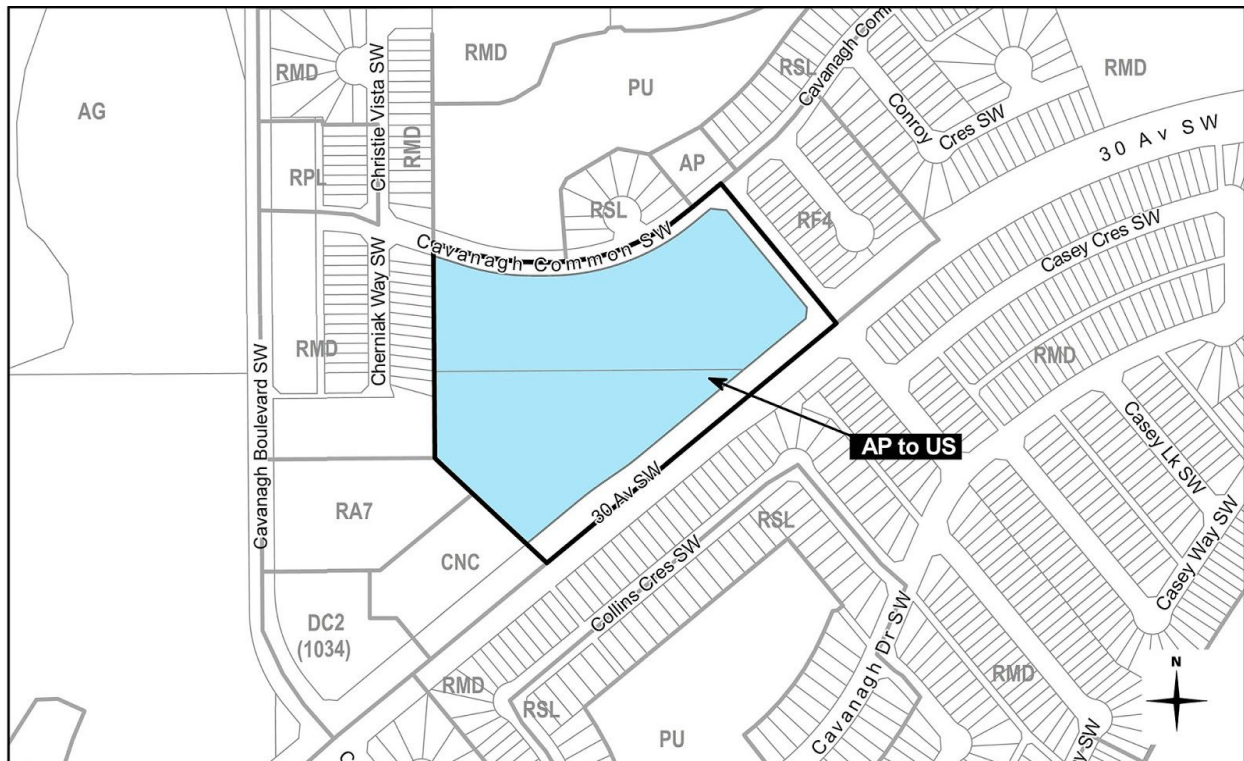 RMD
RSL
Cavanagh Com
RMD
AG
RMD
PU
Christie Vista SW
Conroy
Cres SW
30 Av SW
RMD
AP
RPL
RSL
RF4
Casey Cres SW
Cavanagh Common SW
Cherniak Way SW
RMD
RMD
Cavanagh Boulevard SW
AP to US
Casey Lk SW
30 Av SW
RA7
RSL
CNC
Casey Way SW
Collins Cres SW
DC2
(1034)
Cavanagh Dr SW
N
RMD
RMD
RSL
PU